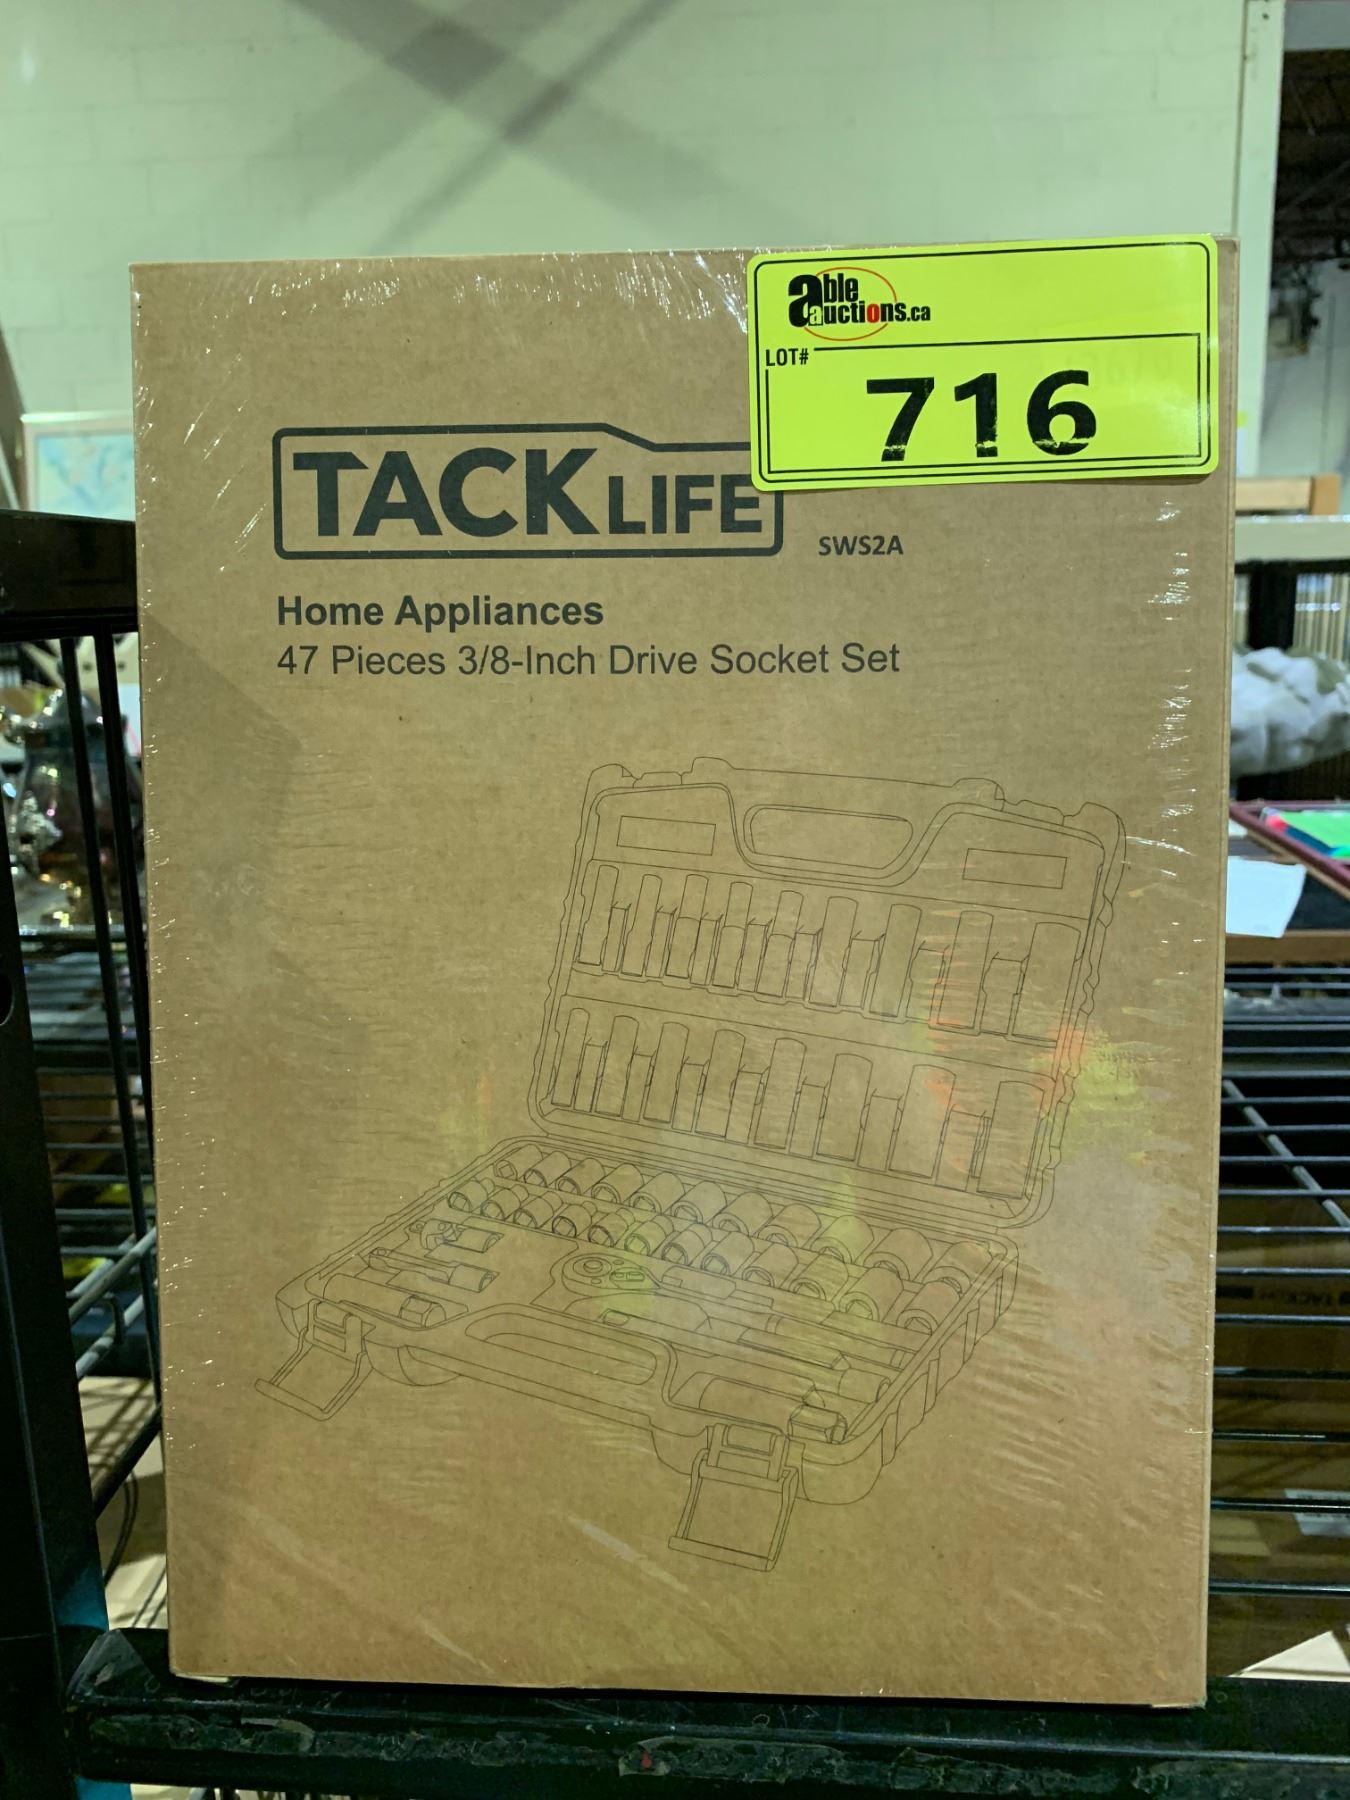 able
auctions.ca
LOT#
716
TACKLIFE
SWS2A
Home Appliances
47 Pieces 3/8-Inch Drive Socket Set